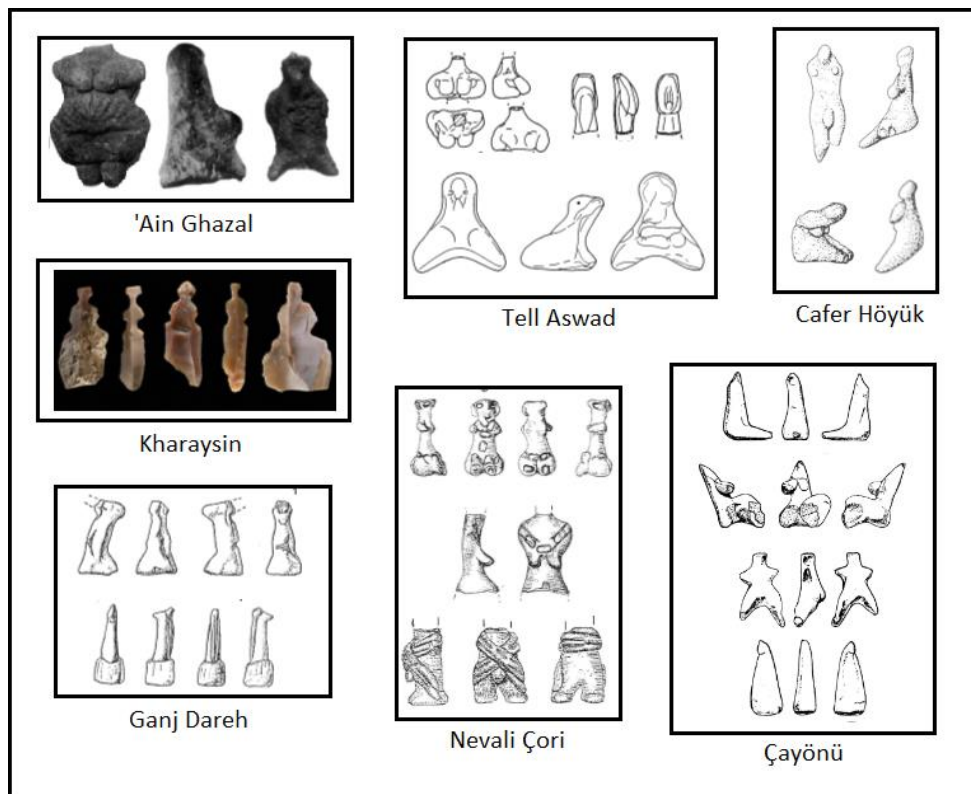 'Ain Ghazal
Tell Aswad
Cafer Höyük
Kharaysin
Ganj Dareh
Nevali Çori
Çayönü